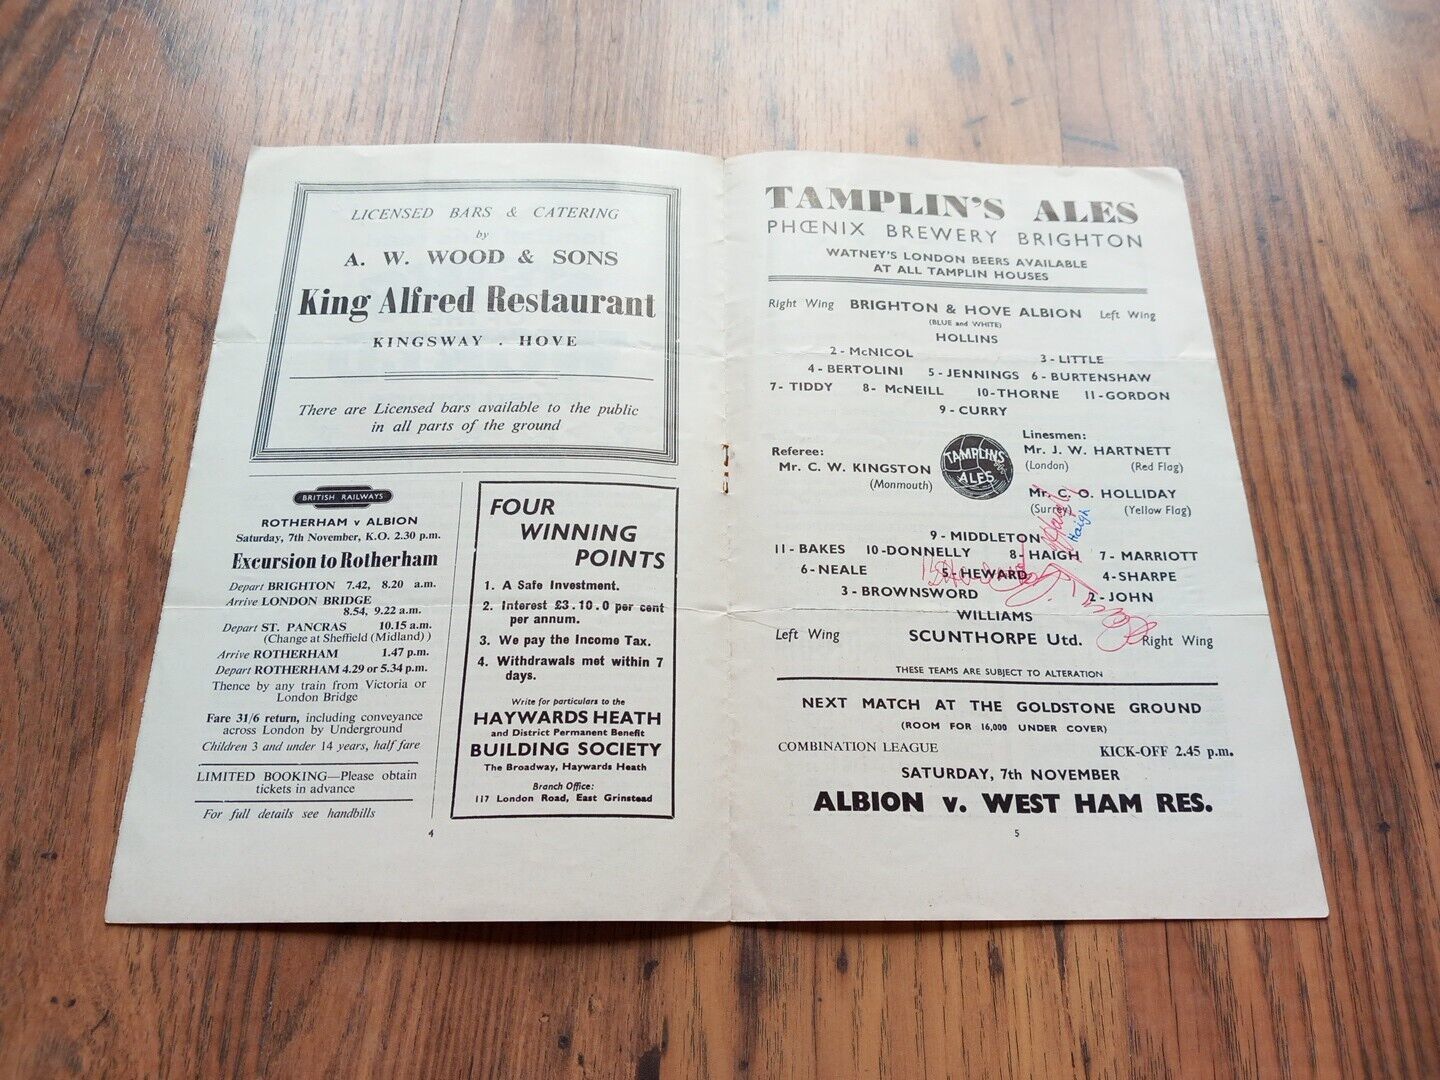 LICENSED BARS & CATERING
by
A. W. WOOD & SONS
King Alfred Restaurant
KINGSWAY . HOVE
There are Licensed bars available to the public
in all parts of the ground
BRITISH RAILWAYS
ROTHERHAM v ALBION
Saturday, 7th November, K.O. 2.30 p.m.
Excursion to Rotherham
Depart BRIGHTON 7.42, 8.20 a.m.
Arrive LONDON BRIDGE
8.54, 9.22 a.m.
Depart ST. PANCRAS 10.15 a.m.
(Change at Sheffield (Midland))
Arrive ROTHERHAM 1.47 p.m.
Depart ROTHERHAM 4.29 or 5.34 p.m.
Thence by any train from Victoria or
London Bridge
Fare 31/6 return, including conveyance
across London by Underground
Children 3 and under 14 years, half fare
LIMITED BOOKING—Please obtain
tickets in advance
For full details see handbills
4
FOUR
WINNING
POINTS
1. A Safe Investment.
2. Interest £3.10.0 per cent
per annum.
3. We pay the Income Tax.
4. Withdrawals met within 7
days.
Write for particulars to the
HAYWARDS HEATH
and District Permanent Benefit
BUILDING SOCIETY
The Broadway, Haywards Heath
Branch Office:
117 London Road, East Grinstead
TAMPLIN'S ALES
PHŒNIX BREWERY BRIGHTON
WATNEY'S LONDON BEERS AVAILABLE
AT ALL TAMPLIN HOUSES
Right Wing BRIGHTON & HOVE ALBION Left Wing
(BLUE and WHITE)
HOLLINS
2 - McNICOL 3 - LITTLE
4 - BERTOLINI 5 - JENNINGS 6 - BURTENSHAW
7 - TIDDY 8 - McNEILL 10 - THORNE 11 - GORDON
9 - CURRY
Referee:
Mr. C. W. KINGSTON
(Monmouth)
TAMPLINS
ALES
Linesmen:
Mr. J. W. HARTNETT
(London) (Red Flag)
Mr. C. O. HOLLIDAY
(Surrey) (Yellow Flag)
Haigh
9 - MIDDLETON
11 - BAKES 10 - DONNELLY 8 - HAIGH 7 - MARRIOTT
6 - NEALE 5 - HEWARD 4 - SHARPE
3 - BROWNSWORD 2 - JOHN
WILLIAMS
Left Wing SCUNTHORPE Utd. Right Wing
THESE TEAMS ARE SUBJECT TO ALTERATION
NEXT MATCH AT THE GOLDSTONE GROUND
(ROOM FOR 16,000 UNDER COVER)
COMBINATION LEAGUE KICK-OFF 2.45 p.m.
SATURDAY, 7th NOVEMBER
ALBION v. WEST HAM RES.
5